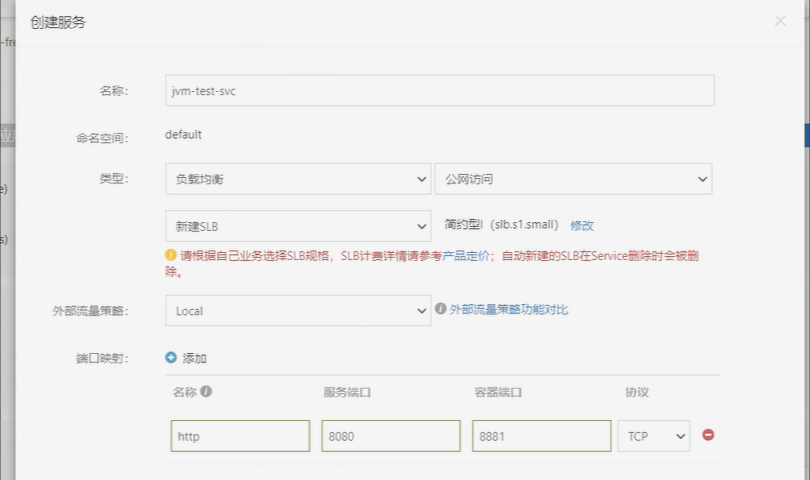 创建服务
-fre
名称: jvm-test-svc
命名空间: default
类型: 负载均衡 公网访问
新建SLB 简约型I (slb.s1.small) 修改
请根据自己业务选择SLB规格，SLB计费详情请参考产品定价；自动新建的SLB在Service删除时会被删
除。
外部流量策略: Local 外部流量策略功能对比
端口映射: 添加
名称 服务端口 容器端口 协议
http 8080 8881 TCP